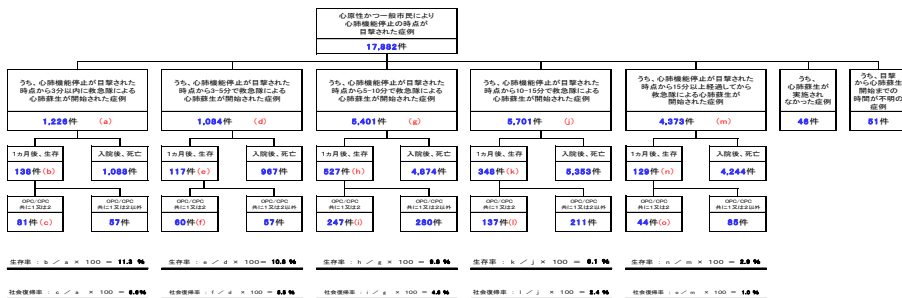 心原性かつ一般市民により
心肺機能停止の時点が
目撃された症例
17,882件
うち、心肺機能停止が目撃された
時点から3分以内に救急隊による
心肺蘇生が開始された症例
1,226件 (a)
うち、心肺機能停止が目撃された
時点から3-5分で救急隊による
心肺蘇生が開始された症例
1,084件 (d)
うち、心肺機能停止が目撃された
時点から5-10分で救急隊による
心肺蘇生が開始された症例
5,401件 (g)
うち、心肺機能停止が目撃された
時点から10-15分で救急隊による
心肺蘇生が開始された症例
5,701件 (j)
うち、心肺機能停止が目撃された
時点から15分以上経過してから
救急隊による心肺蘇生が
開始された症例
4,373件 (m)
うち、
心肺蘇生が
実施され
なかった症例
46件
うち、目撃
から心肺蘇生
開始までの
時間が不明の
症例
51件
1ヵ月後、生存
138件(b)
入院後、死亡
1,088件
1ヵ月後、生存
117件(e)
入院後、死亡
967件
1ヵ月後、生存
527件(h)
入院後、死亡
4,874件
1ヵ月後、生存
348件(k)
入院後、死亡
5,353件
1ヵ月後、生存
129件(n)
入院後、死亡
4,244件
OPC/CPC
共に1又は2
81件(c)
OPC/CPC
共に1又は2以外
57件
OPC/CPC
共に1又は2
60件(f)
OPC/CPC
共に1又は2以外
57件
OPC/CPC
共に1又は2
247件(i)
OPC/CPC
共に1又は2以外
280件
OPC/CPC
共に1又は2
137件(l)
OPC/CPC
共に1又は2以外
211件
OPC/CPC
共に1又は2
44件(o)
OPC/CPC
共に1又は2以外
85件
生存率：b／a × 100 = 11.3 %
生存率：e／d × 100= 10.8 %
生存率：h／g × 100 = 9.8 %
生存率：k／j × 100 = 6.1 %
生存率：n／m × 100 = 2.9 %
社会復帰率：c／a × 100 = 6.6%
社会復帰率：f／d × 100 = 5.5 %
社会復帰率：i／g × 100 = 4.6 %
社会復帰率：l／j × 100 = 2.4 %
社会復帰率：o／m × 100 = 1.0 %